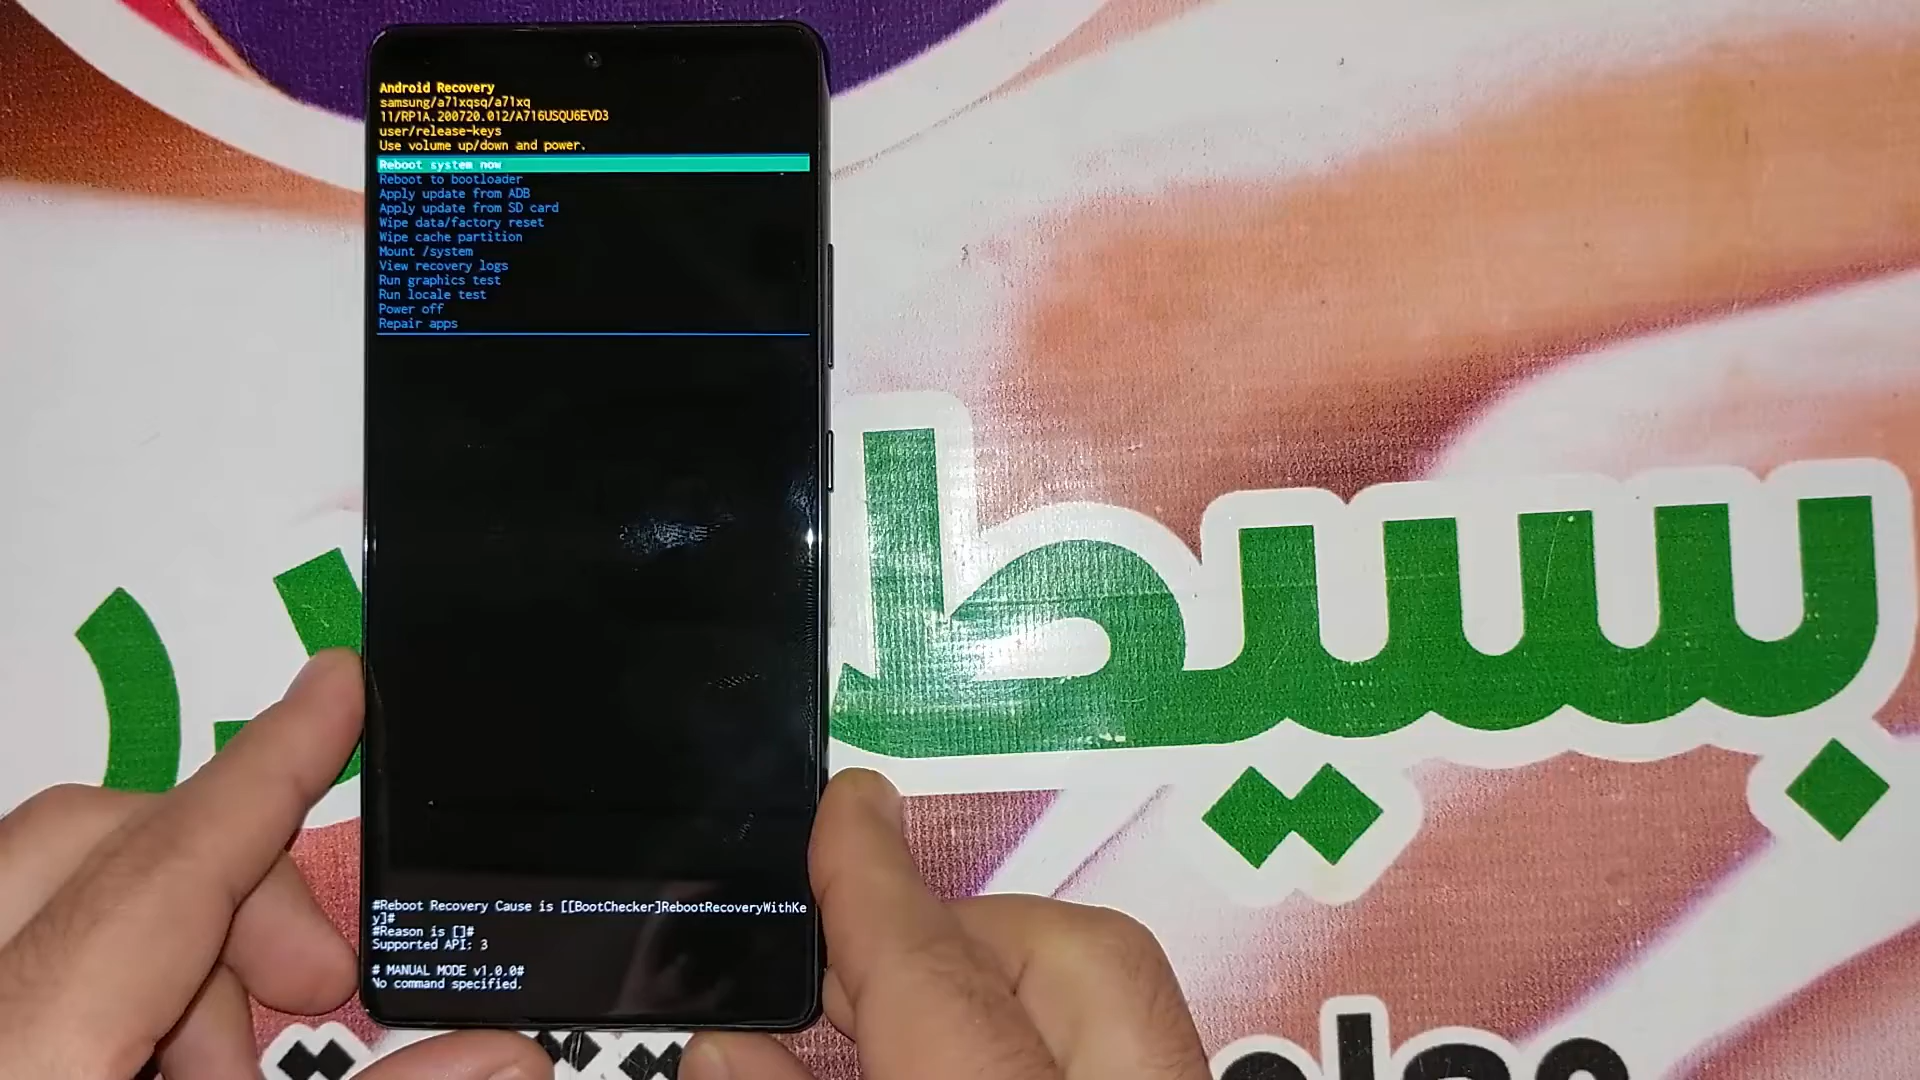 Android Recovery
samsung/a71xqsq/a71xq
11/RP1A.200720.012/A716USQU6EVD3
user/release-keys
Use volume up/down and power.
Reboot system now
Reboot to bootloader
Apply update from ADB
Apply update from SD card
Wipe data/factory reset
Wipe cache partition
Mount /system
View recovery logs
Run graphics test
Run locale test
Power off
Repair apps
#Reboot Recovery Cause is [[BootChecker]RebootRecoveryWithKe
y]#
#Reason is []#
Supported API: 3
# MANUAL MODE v1.0.0#
No command specified.
بسيط